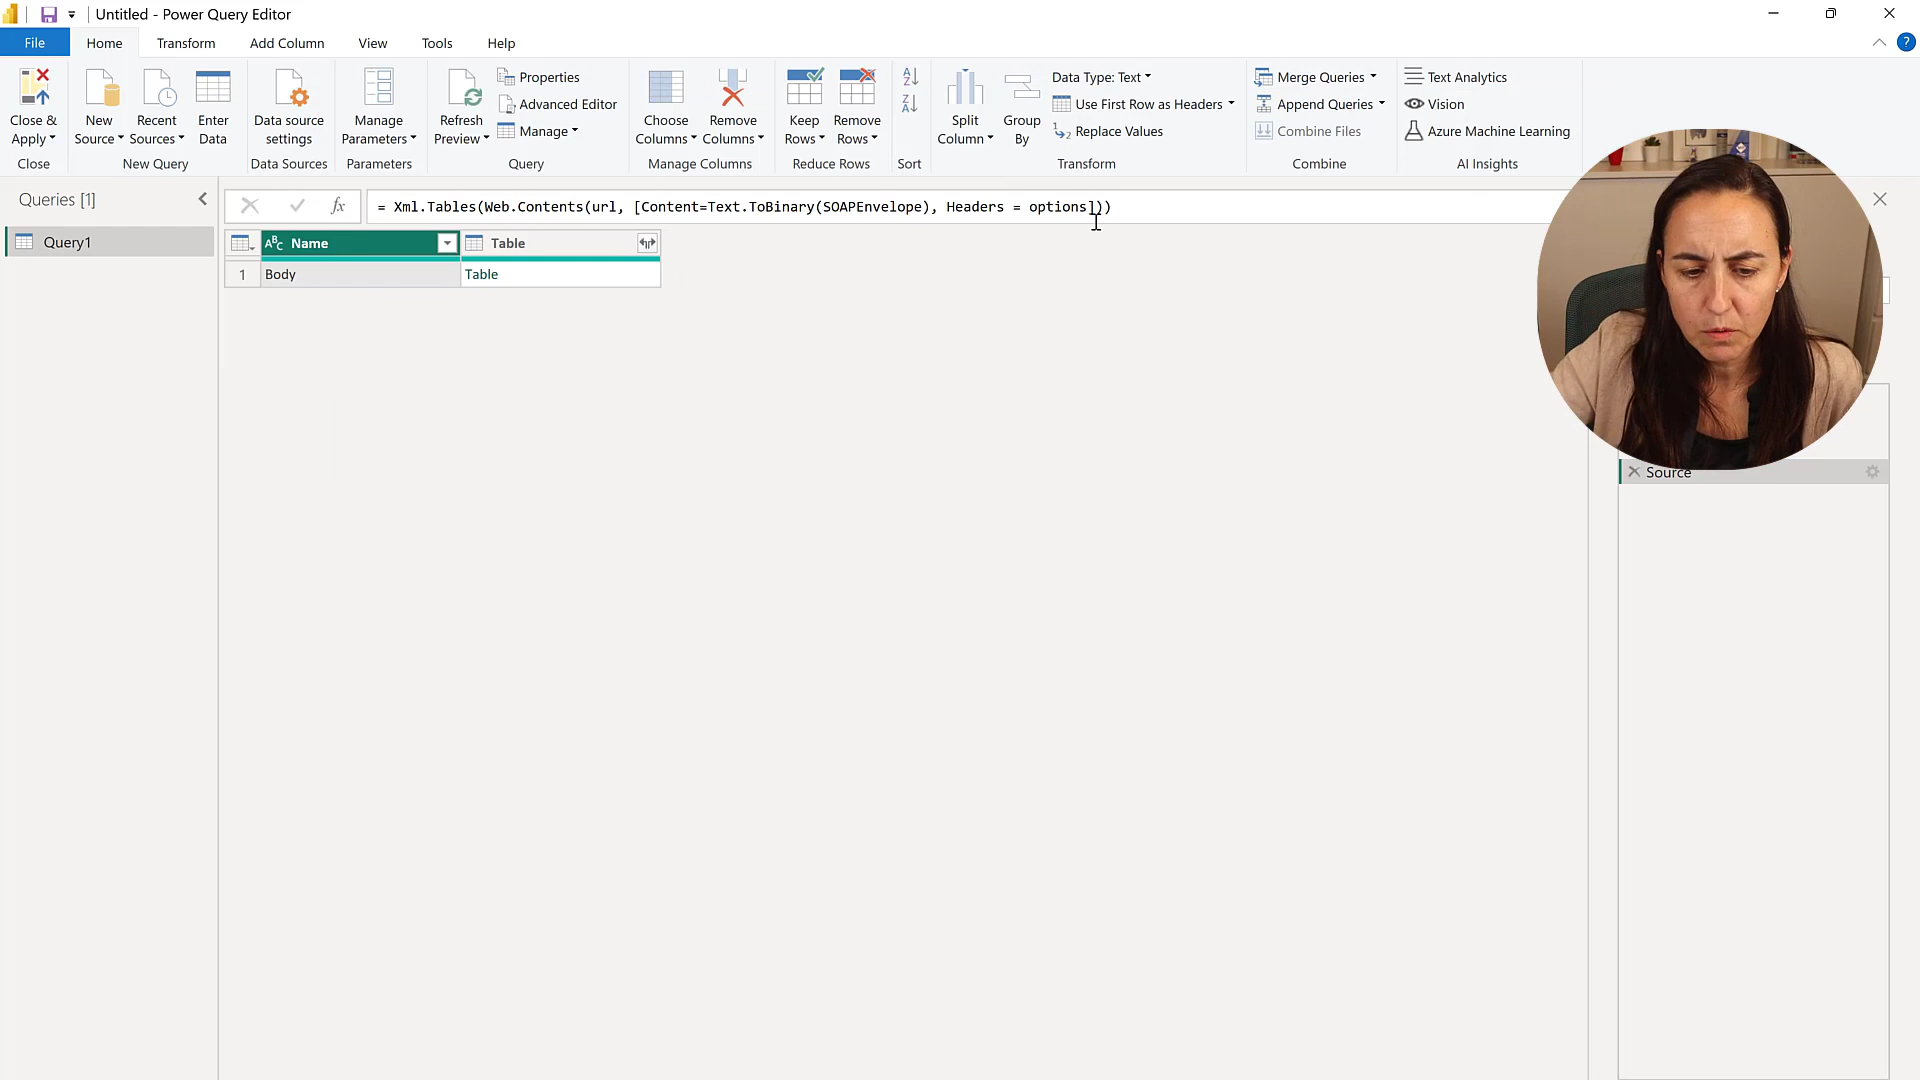 Untitled - Power Query Editor
File Home Transform Add Column View Tools Help
Close & Apply
New Source
Recent Sources
Enter Data
Data source settings
Manage Parameters
Refresh Preview
Properties
Advanced Editor
Manage
Choose Columns
Remove Columns
Keep Rows
Remove Rows
Split Column
Group By
Data Type: Text
Use First Row as Headers
Replace Values
Merge Queries
Append Queries
Combine Files
Text Analytics
Vision
Azure Machine Learning
Close New Query Data Sources Parameters Query Manage Columns Reduce Rows Sort Transform Combine AI Insights
Queries [1]
Query1
fx = Xml.Tables(Web.Contents(url, [Content=Text.ToBinary(SOAPEnvelope), Headers = options]))
Name Table
1 Body Table
Source